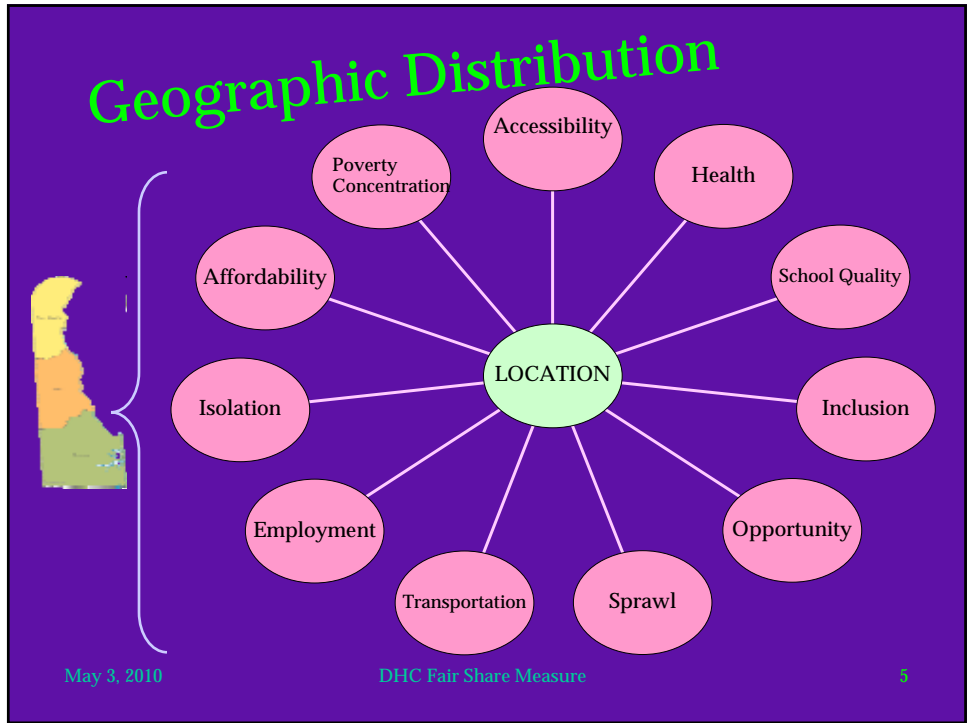 Geographic Distribution
Accessibility
Health
School Quality
Inclusion
Opportunity
Sprawl
Transportation
Employment
Isolation
Affordability
Poverty
Concentration
LOCATION
May 3, 2010
DHC Fair Share Measure
5